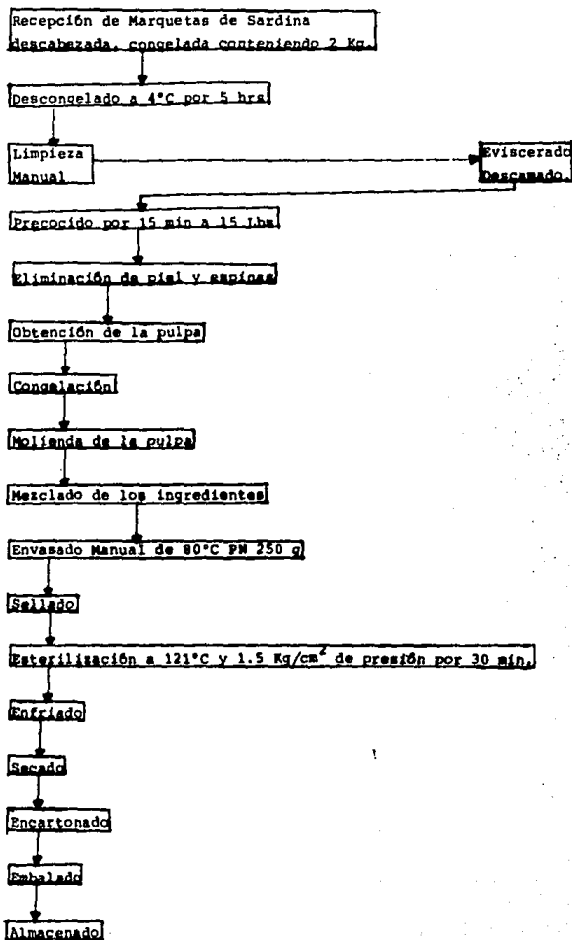 Recepción de Marquetas de Sardina
descabezada, congelada conteniendo 2 Kg.
Descongelado a 4°C por 5 hrs
Limpieza
Manual
Eviscerado
Descamado.
Precocido por 15 min a 15 Lbs
Eliminación de piel y espinas
Obtención de la pulpa
Congelación
Molienda de la pulpa
Mezclado de los ingredientes
Envasado Manual de 80°C PN 250 g
Sellado
Esterilización a 121°C y 1.5 Kg/cm² de presión por 30 min.
Enfriado
Secado
Encartonado
Embalado
Almacenado